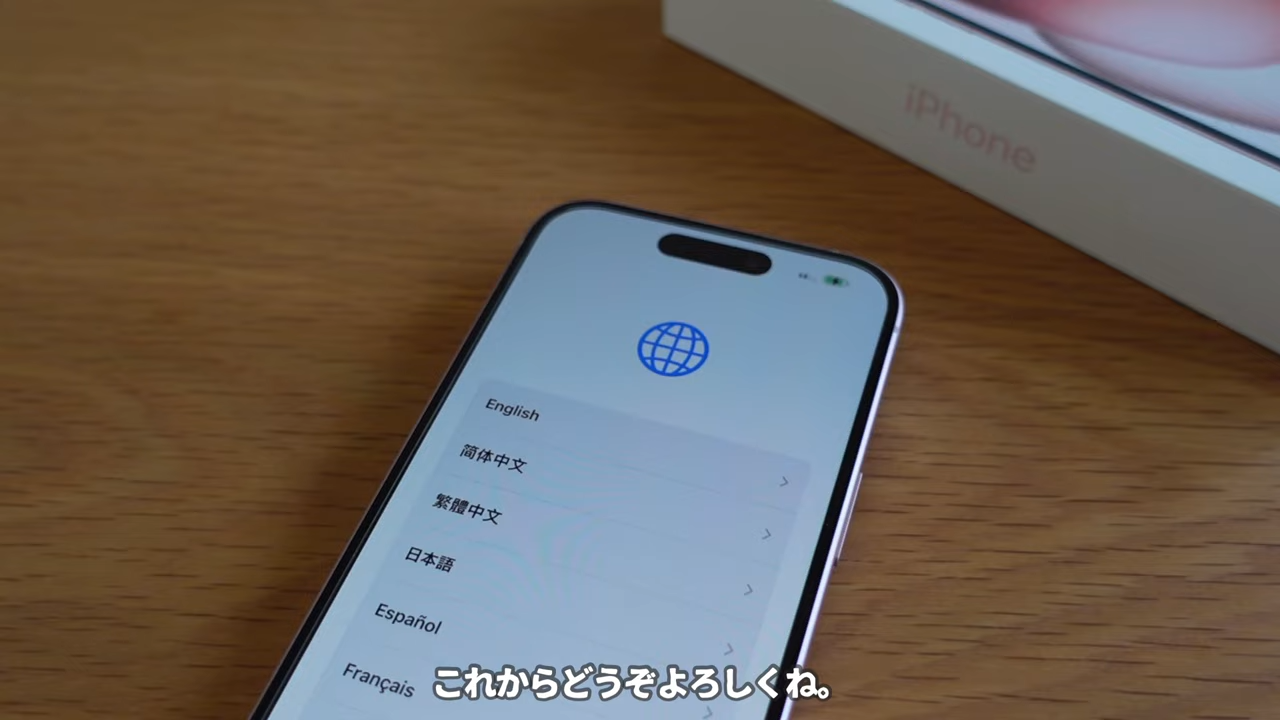 iPhone
English
简体中文
繁體中文
日本語
Español
Français
これからどうぞよろしくね。